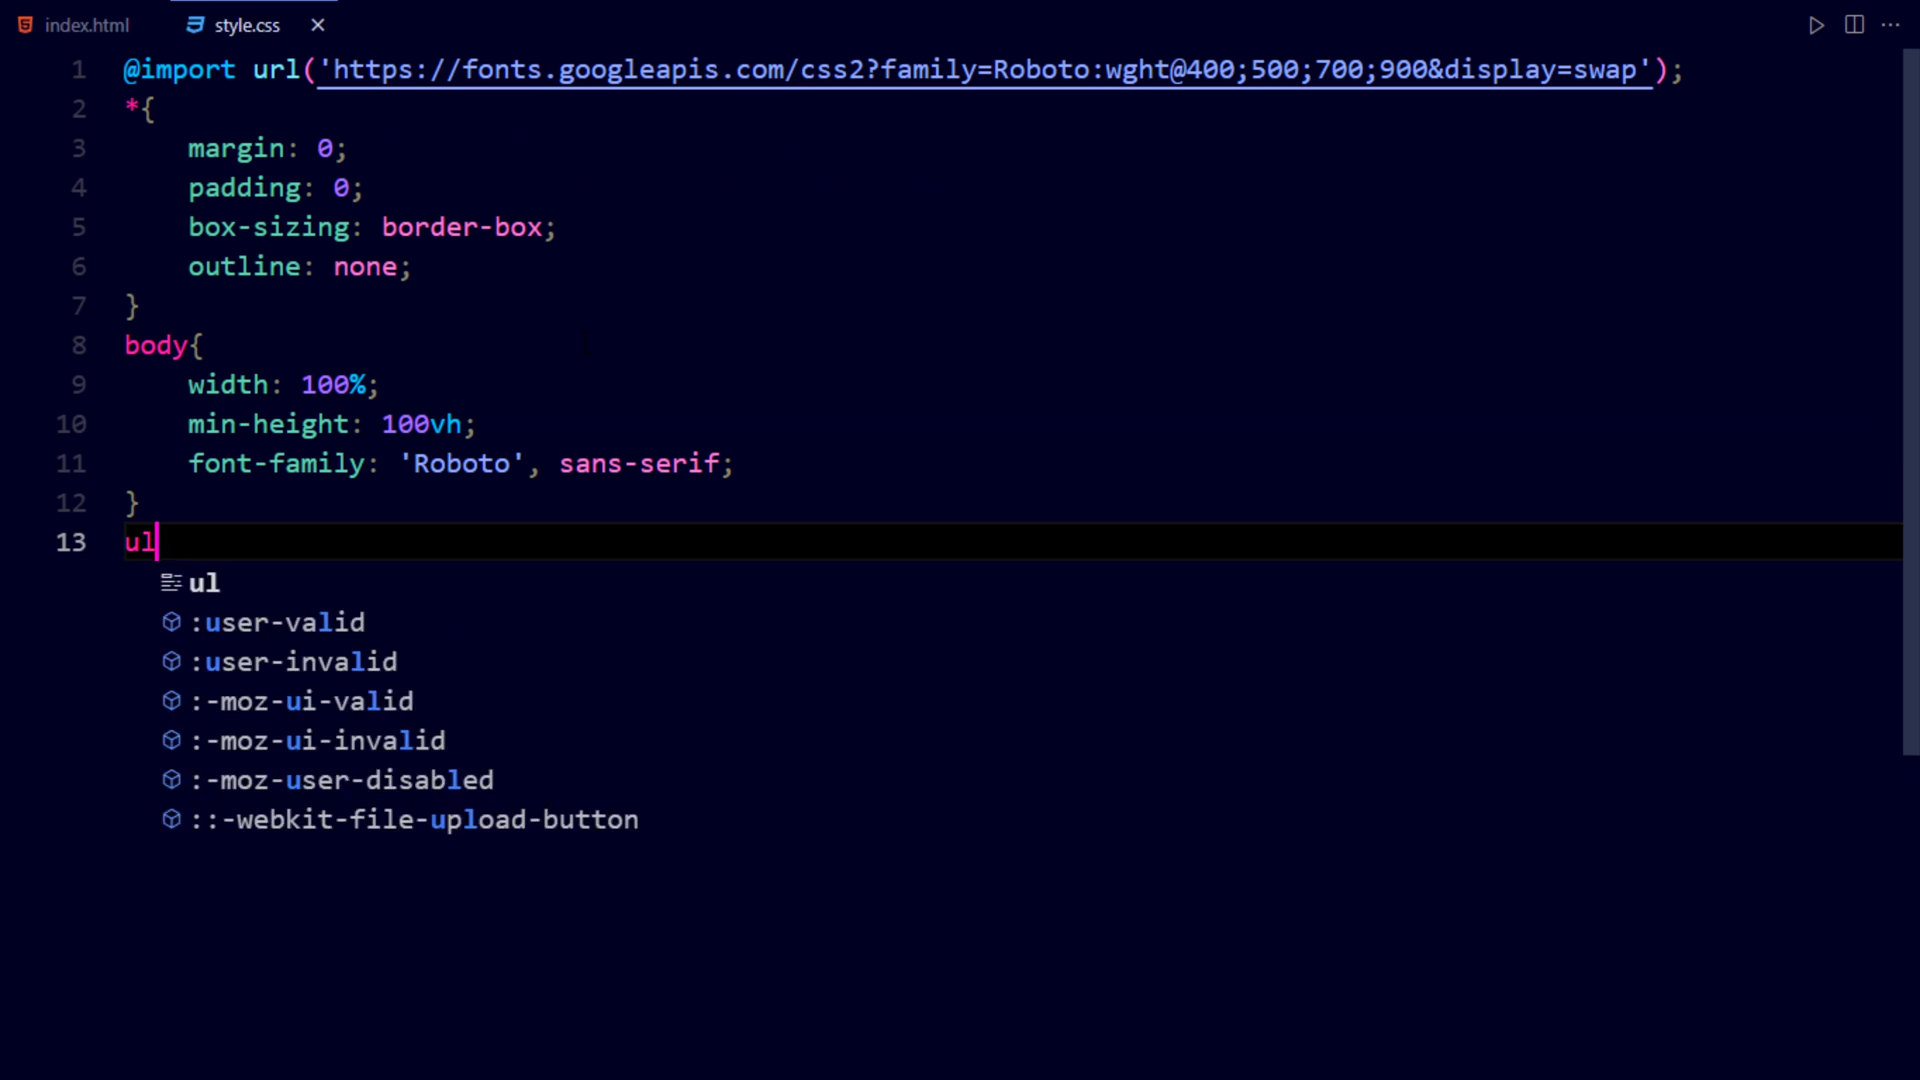 index.html style.css
1 @import url('https://fonts.googleapis.com/css2?family=Roboto:wght@400;500;700;900&display=swap');
2 *{
3 margin: 0;
4 padding: 0;
5 box-sizing: border-box;
6 outline: none;
7 }
8 body{
9 width: 100%;
10 min-height: 100vh;
11 font-family: 'Roboto', sans-serif;
12 }
13 ul
ul
:user-valid
:user-invalid
:-moz-ui-valid
:-moz-ui-invalid
:-moz-user-disabled
::-webkit-file-upload-button